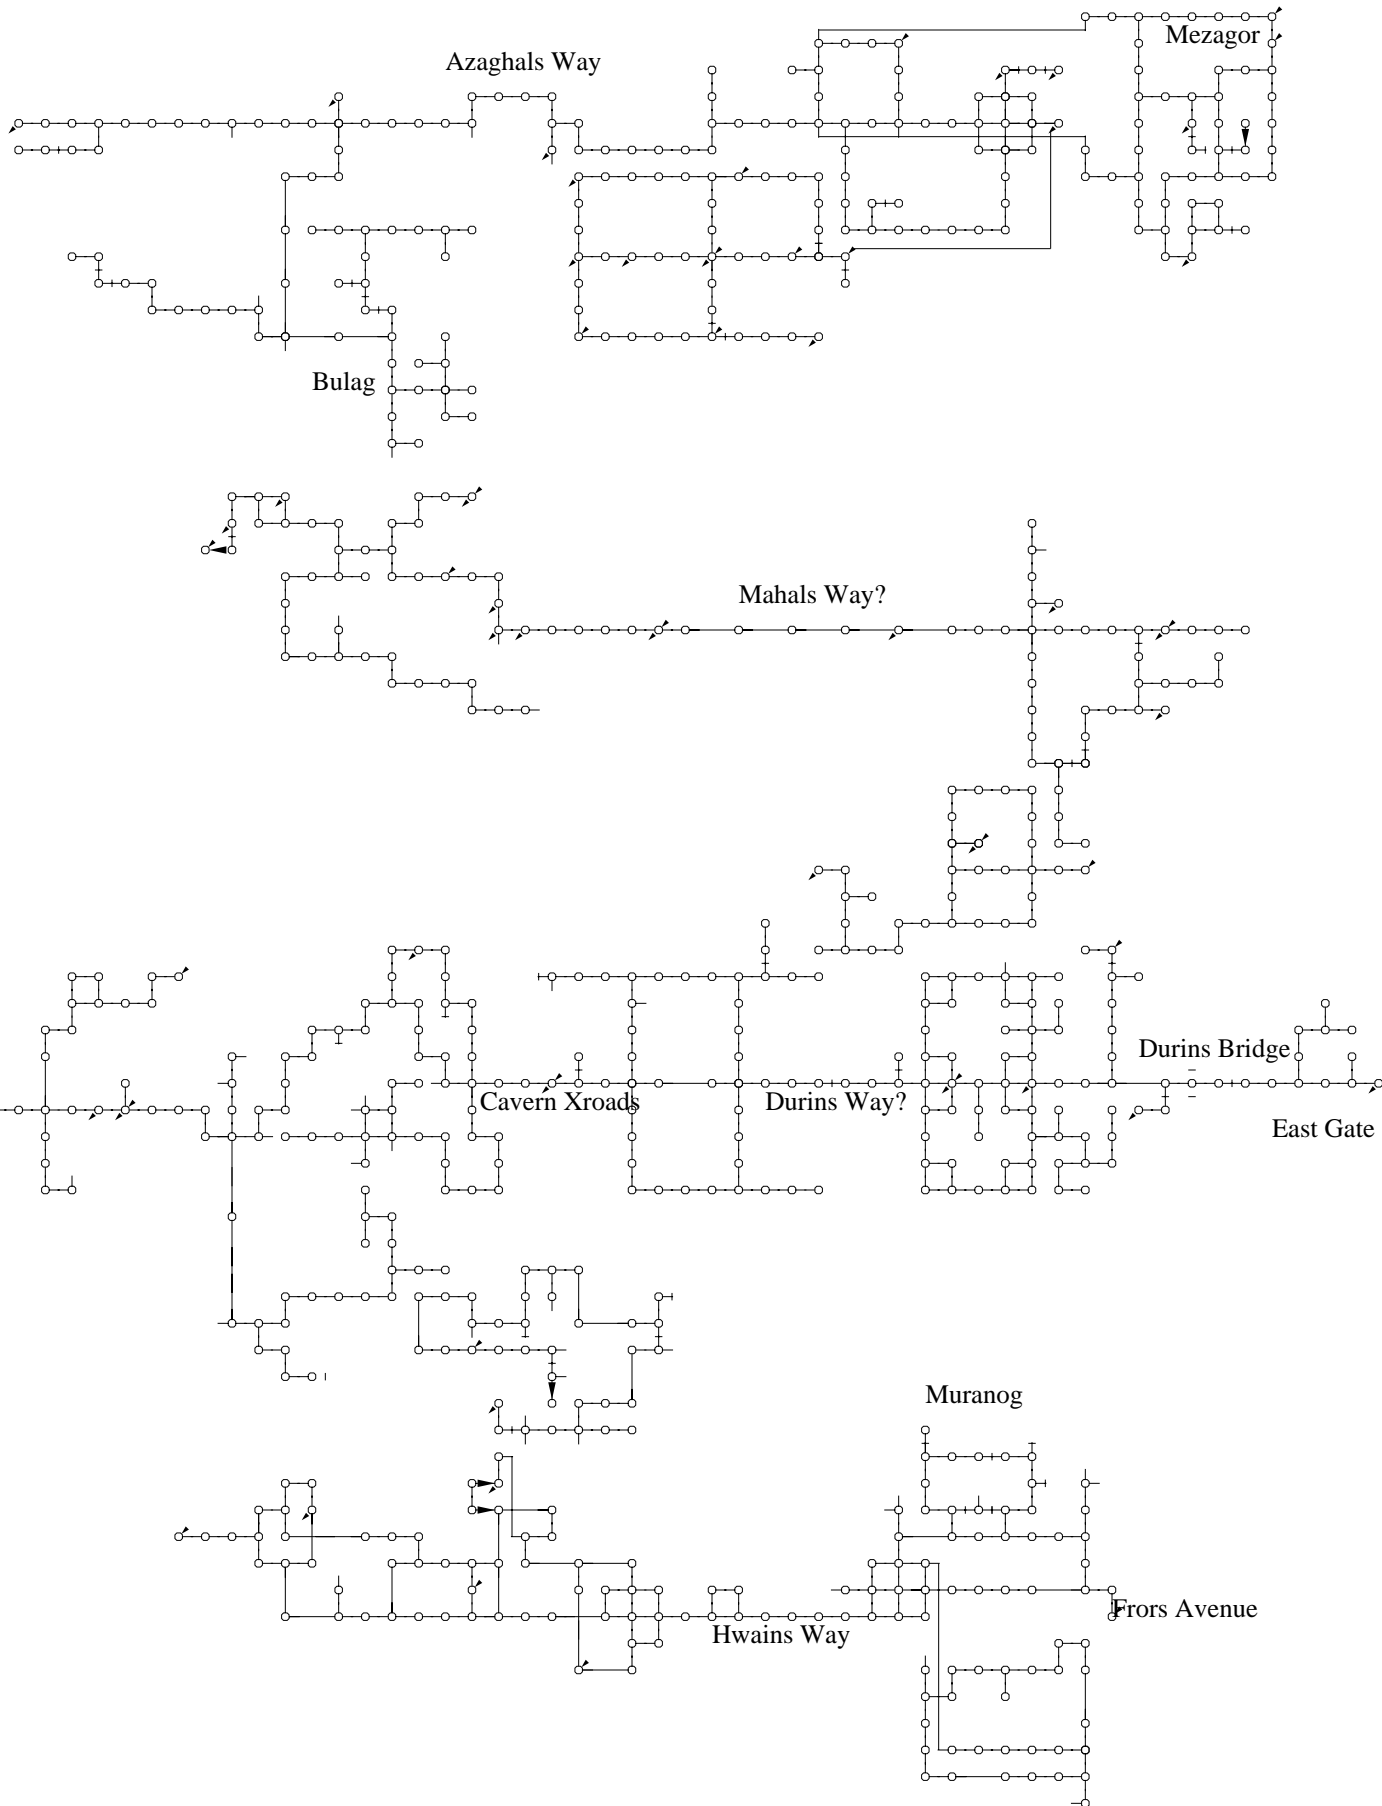 Mezagor
Azaghals Way
Bulag
Mahals Way?
Durins Bridge
Cavern Xroads
Durins Way?
East Gate
Muranog
Frors Avenue
Hwains Way